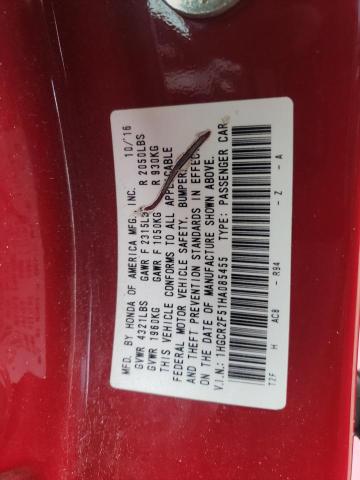 MFD. BY HONDA OF AMERICA MFG. INC. 10/16
GVWR 4321LBS GAWR F 2315LB R 2050LBS
GVWR 1960KG GAWR F 1050KG R 930KG
THIS VEHICLE CONFORMS TO ALL APPLICABLE
FEDERAL MOTOR VEHICLE SAFETY, BUMPER,
AND THEFT PREVENTION STANDARDS IN EFFECT
ON THE DATE OF MANUFACTURE SHOWN ABOVE.
V.I.N.: 1HGCR2F51HA085455 TYPE: PASSENGER CAR
T2F H AC8 - R94 - Z - A